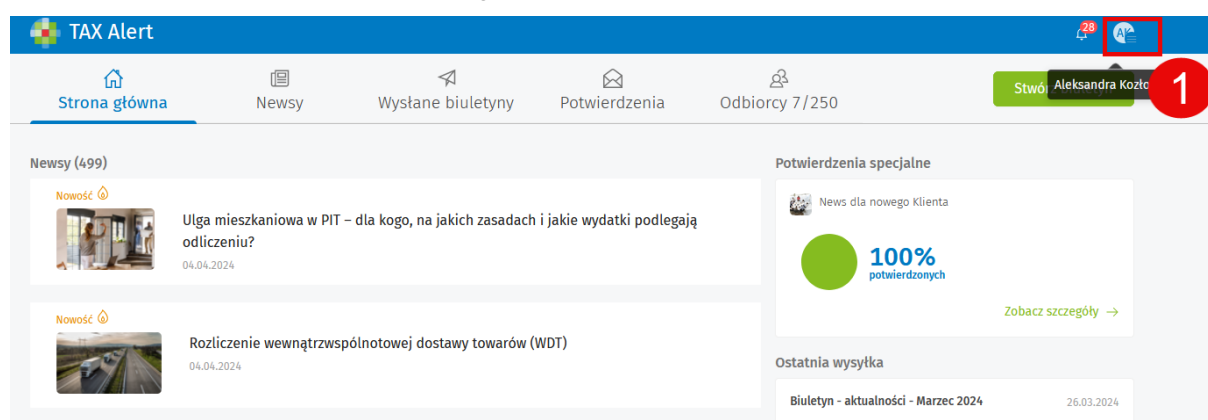 TAX Alert
28
AK
Strona główna
Newsy
Wysłane biuletyny
Potwierdzenia
Odbiorcy 7/250
Stwó
Aleksandra Kozło
1
Newsy (499)
Nowość
Ulga mieszkaniowa w PIT – dla kogo, na jakich zasadach i jakie wydatki podlegają
odliczeniu?
04.04.2024
Nowość
Rozliczenie wewnątrzwspólnotowej dostawy towarów (WDT)
04.04.2024
Potwierdzenia specjalne
News dla nowego Klienta
100%
potwierdzonych
Zobacz szczegóły →
Ostatnia wysyłka
Biuletyn - aktualności - Marzec 2024
26.03.2024